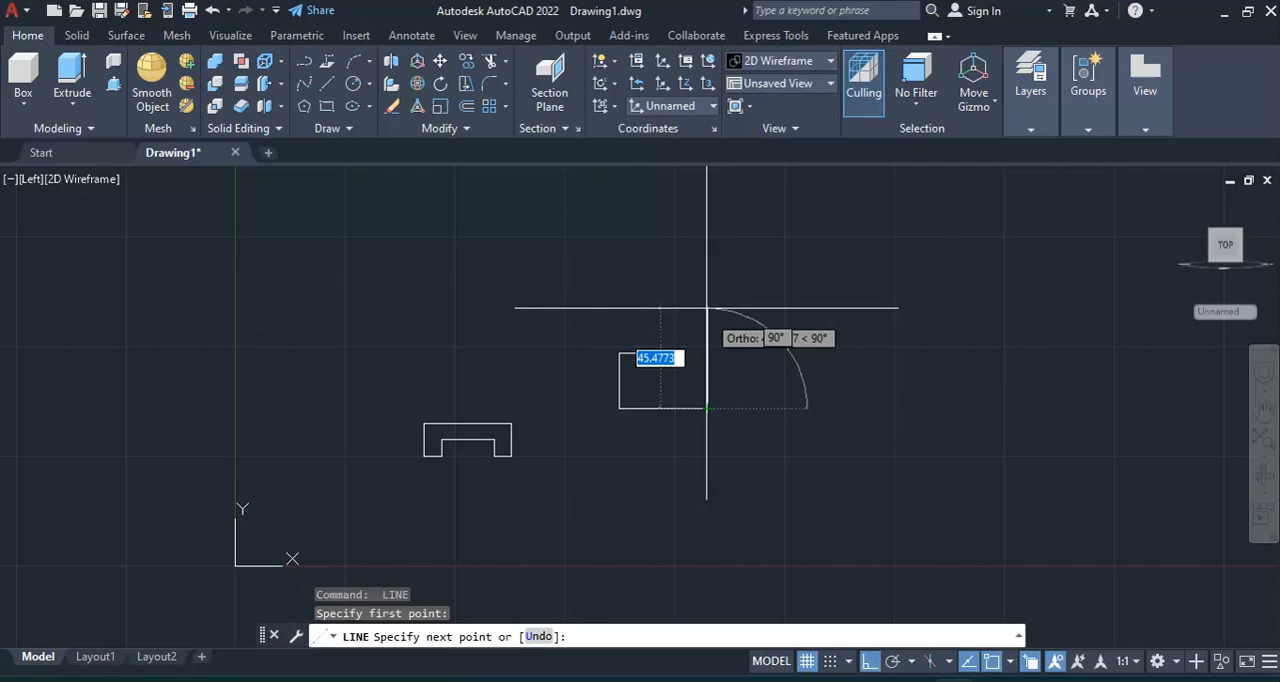 Share
Autodesk AutoCAD 2022 Drawing1.dwg
Type a keyword or phrase
Sign In
Home Solid Surface Mesh Visualize Parametric Insert Annotate View Manage Output Add-ins Collaborate Express Tools Featured Apps
Box Extrude Smooth Object Section Plane Unnamed 2D Wireframe Unsaved View Culling No Filter Move Gizmo Layers Groups View
Modeling Mesh Solid Editing Draw Modify Section Coordinates View Selection
Start Drawing1* +
[−][Left][2D Wireframe]
TOP
Unnamed
90° 7 < 90°
Ortho:
45.4773
Y
X
Command: LINE
Specify first point:
LINE Specify next point or [Undo]:
Model Layout1 Layout2 +
MODEL 1:1